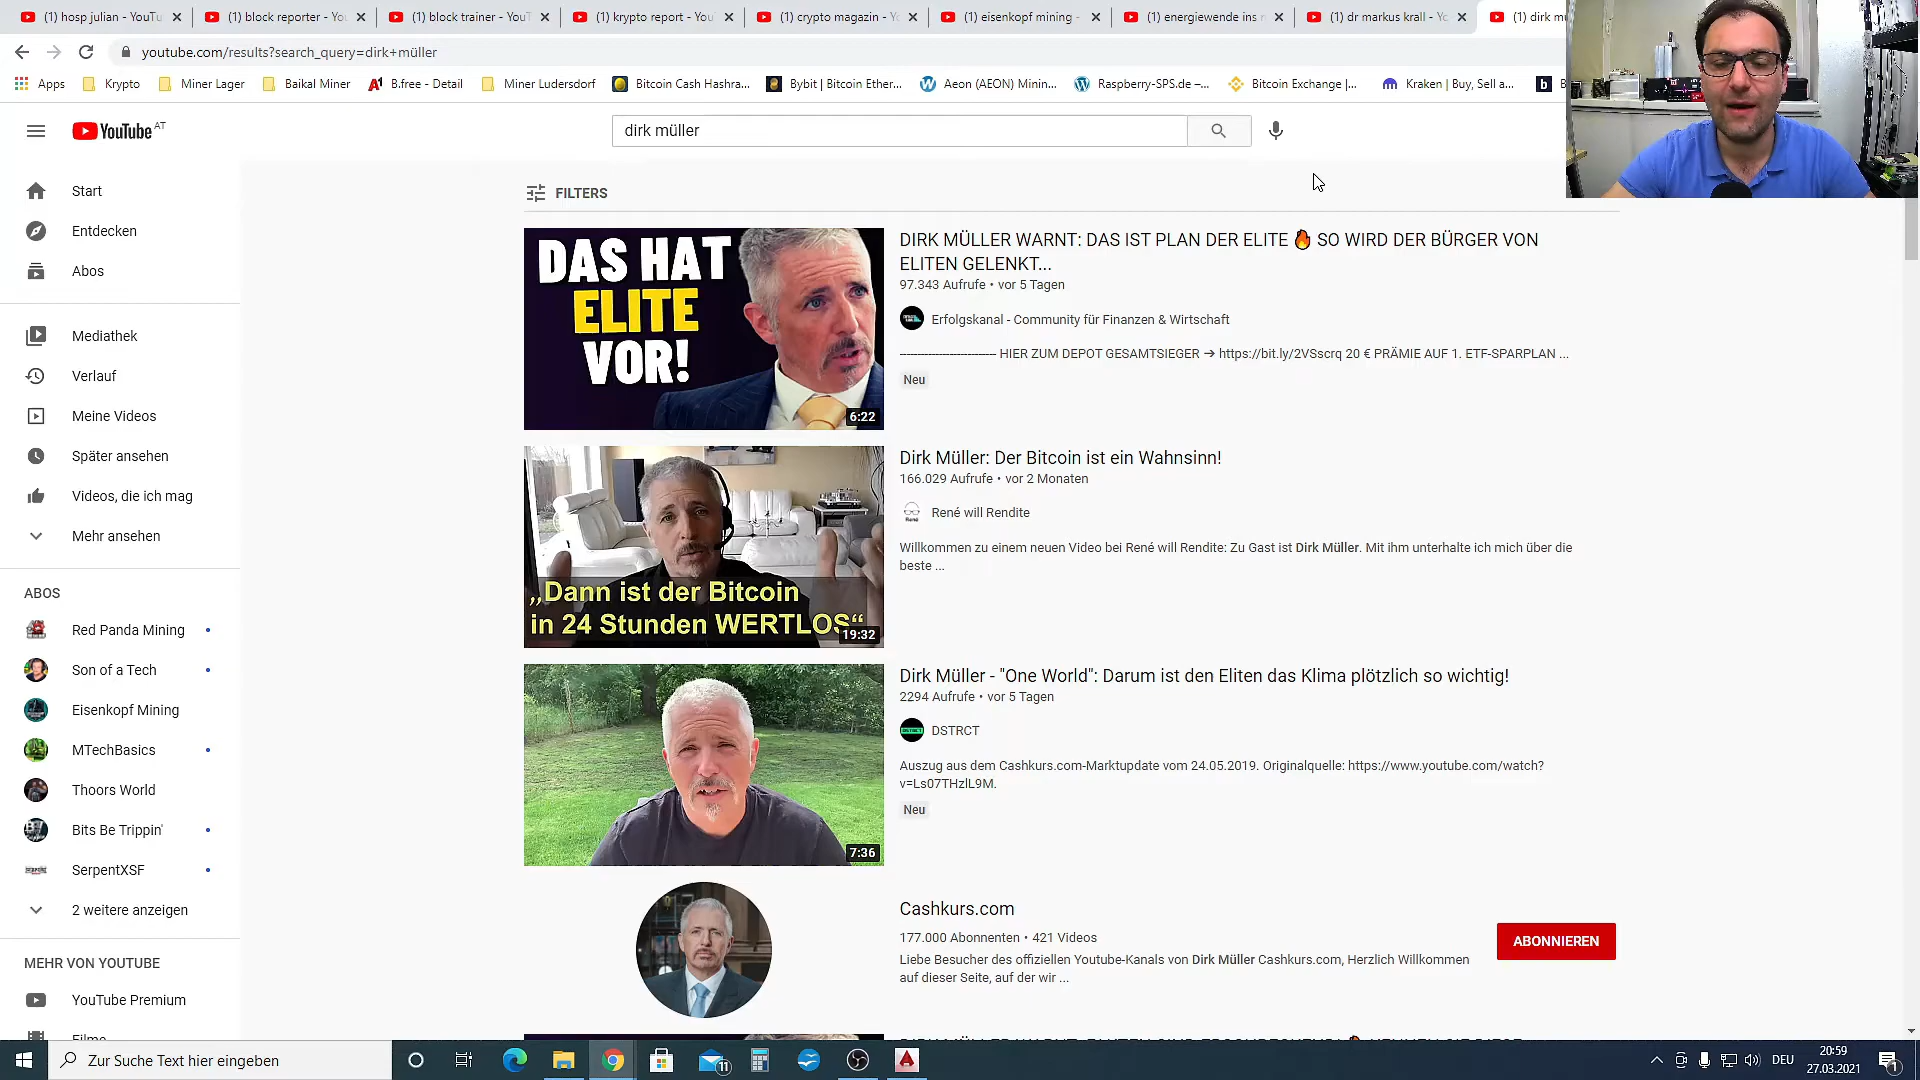 (1) hosp julian - YouTu
(1) block reporter - You
(1) block trainer - YouT
(1) krypto report - You
(1) crypto magazin - Yo
(1) eisenkopf mining -
(1) energiewende ins
(1) dr markus krall - Yo
(1) dirk mü
youtube.com/results?search_query=dirk+müller
Apps
Krypto
Miner Lager
Baikal Miner
B.free - Detail
Miner Ludersdorf
Bitcoin Cash Hashra...
Bybit | Bitcoin Ether...
Aeon (AEON) Minin...
Raspberry-SPS.de –...
Bitcoin Exchange |...
Kraken | Buy, Sell a...
YouTube AT
dirk müller
Start
Entdecken
Abos
Mediathek
Verlauf
Meine Videos
Später ansehen
Videos, die ich mag
Mehr ansehen
ABOS
Red Panda Mining
Son of a Tech
Eisenkopf Mining
MTechBasics
Thoors World
Bits Be Trippin'
SerpentXSF
2 weitere anzeigen
MEHR VON YOUTUBE
YouTube Premium
Filme
FILTERS
DAS HAT
ELITE
VOR!
6:22
DIRK MÜLLER WARNT: DAS IST PLAN DER ELITE 🔥 SO WIRD DER BÜRGER VON
ELITEN GELENKT...
97.343 Aufrufe • vor 5 Tagen
Erfolgskanal - Community für Finanzen & Wirtschaft
HIER ZUM DEPOT GESAMTSIEGER ➔ https://bit.ly/2VSscrq 20 € PRÄMIE AUF 1. ETF-SPARPLAN ...
Neu
„Dann ist der Bitcoin
in 24 Stunden WERTLOS“
19:32
Dirk Müller: Der Bitcoin ist ein Wahnsinn!
166.029 Aufrufe • vor 2 Monaten
René will Rendite
Willkommen zu einem neuen Video bei René will Rendite: Zu Gast ist Dirk Müller. Mit ihm unterhalte ich mich über die
beste ...
7:36
Dirk Müller - "One World": Darum ist den Eliten das Klima plötzlich so wichtig!
2294 Aufrufe • vor 5 Tagen
DSTRCT
Auszug aus dem Cashkurs.com-Marktupdate vom 24.05.2019. Originalquelle: https://www.youtube.com/watch?
v=Ls07THzlL9M.
Neu
Cashkurs.com
177.000 Abonnenten • 421 Videos
Liebe Besucher des offiziellen Youtube-Kanals von Dirk Müller Cashkurs.com, Herzlich Willkommen
auf dieser Seite, auf der wir ...
ABONNIEREN
Zur Suche Text hier eingeben
11
DEU
20:59
27.03.2021
1